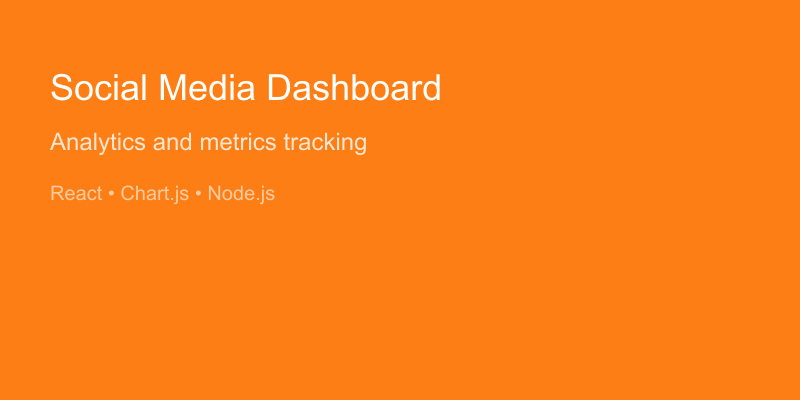 Social Media Dashboard
Analytics and metrics tracking
React • Chart.js • Node.js